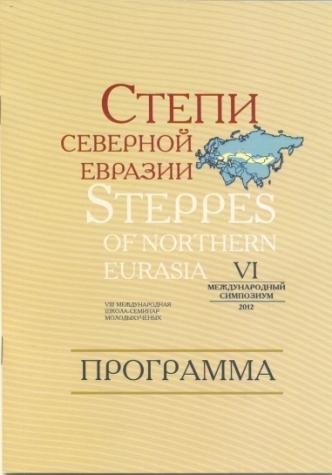 СТЕПИ
СЕВЕРНОЙ
ЕВРАЗИИ
STEPPES
OF NORTHERN
EURASIA
VI
МЕЖДУНАРОДНЫЙ
СИМПОЗИУМ
2012
VIII МЕЖДУНАРОДНАЯ
ШКОЛА-СЕМИНАР
МОЛОДЫХ УЧЕНЫХ
ПРОГРАММА